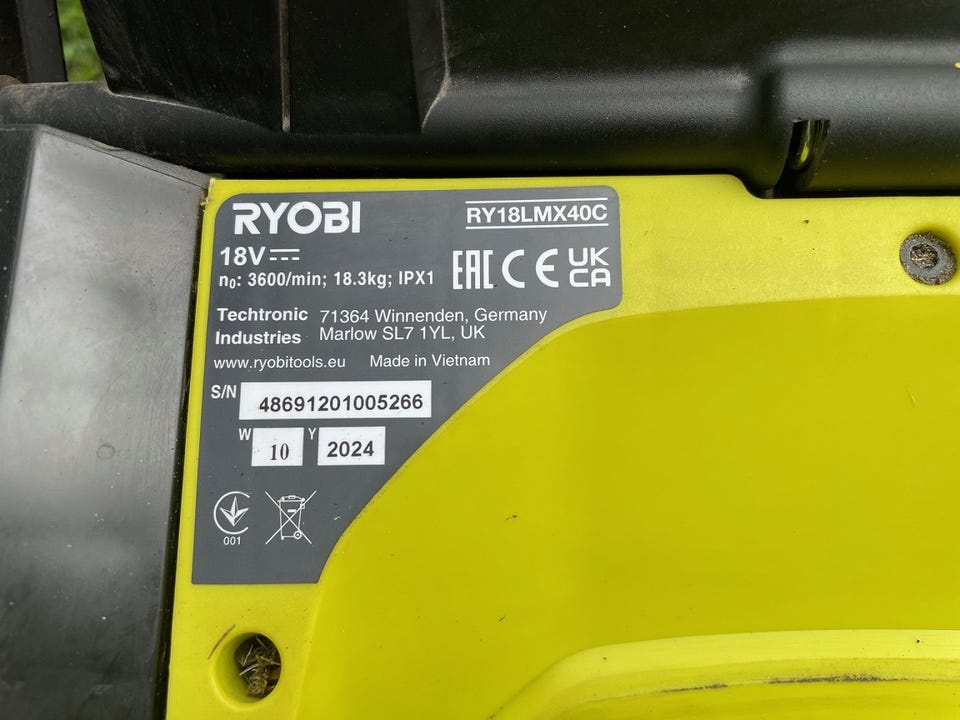 RYOBI
RY18LMX40C
18V
n₀: 3600/min; 18.3kg; IPX1
EAC CE UK CA
Techtronic Industries
71364 Winnenden, Germany
Marlow SL7 1YL, UK
www.ryobitools.eu Made in Vietnam
S/N 48691201005266
W 10 Y 2024
001